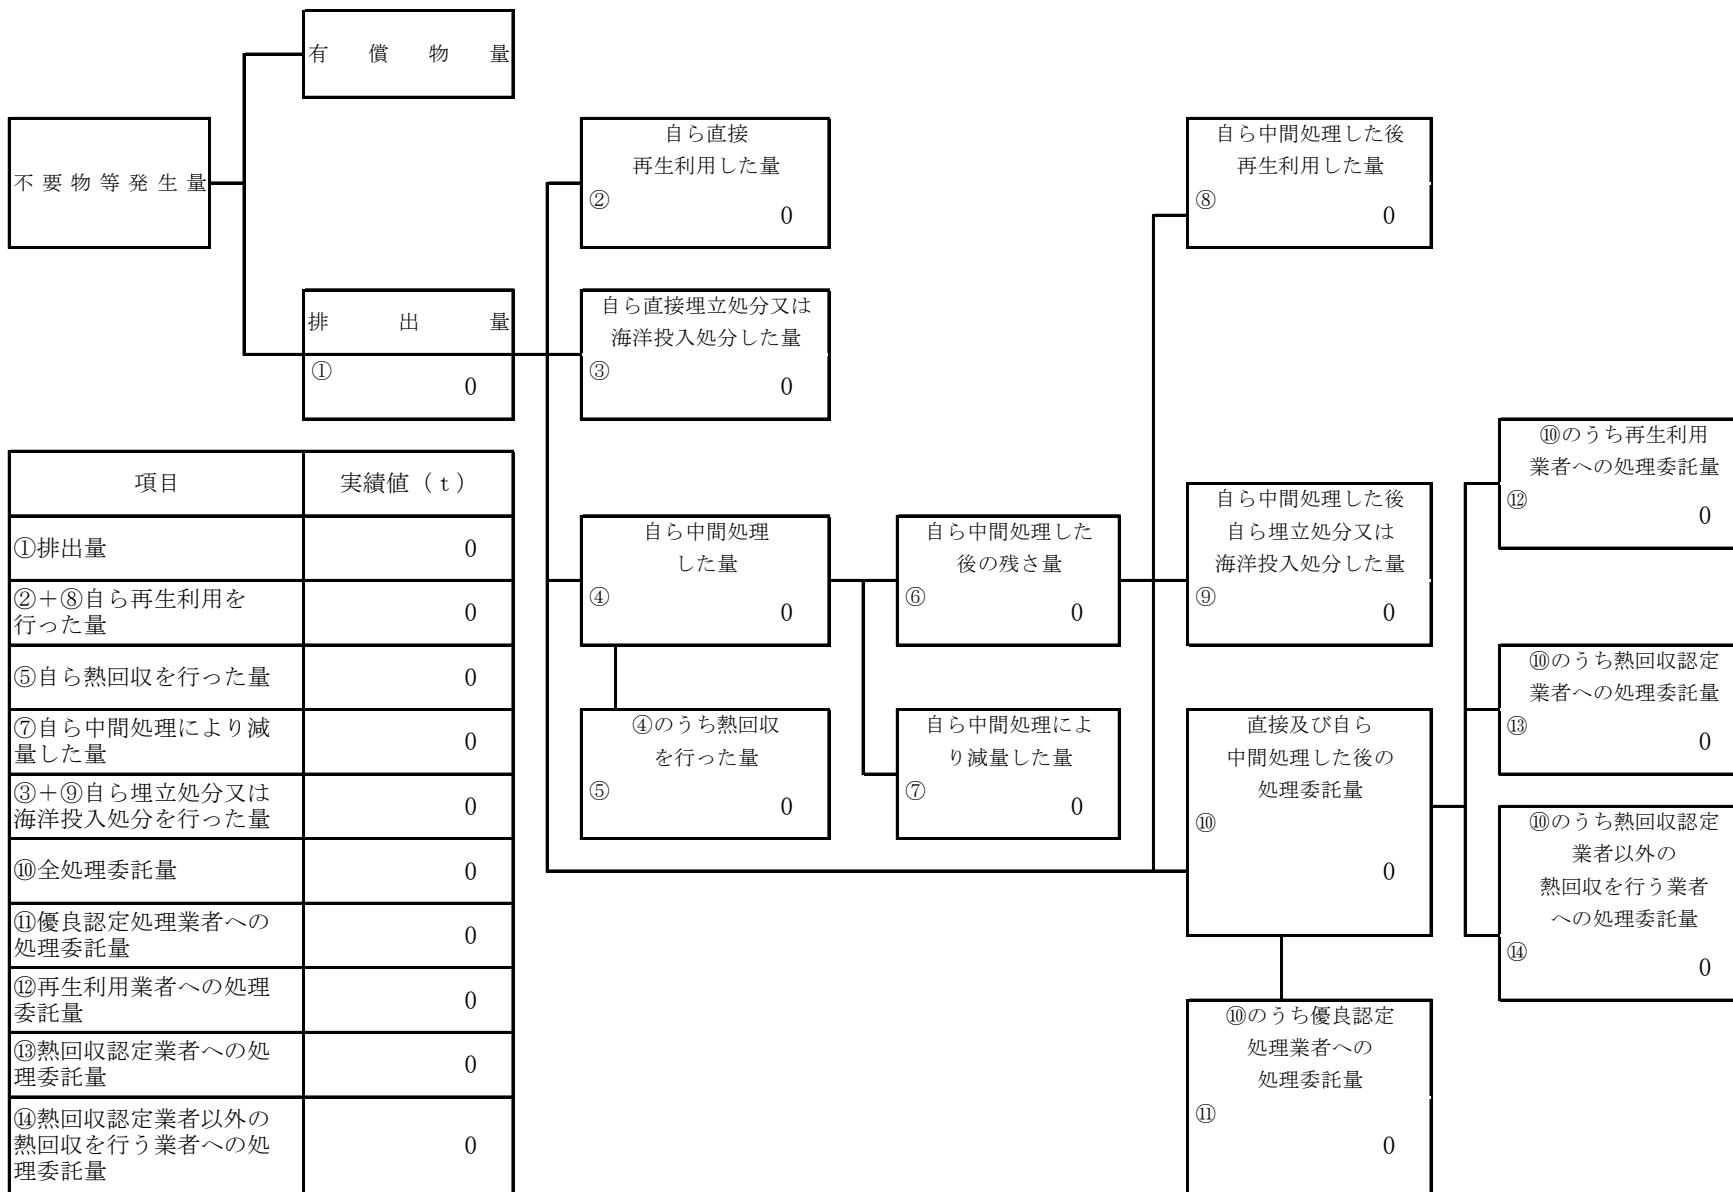 有償物量
不要物等発生量
排出量
①
0
自ら直接
再生利用した量
②
0
自ら直接埋立処分又は
海洋投入処分した量
③
0
自ら中間処理
した量
④
0
④のうち熱回収
を行った量
⑤
0
自ら中間処理した
後の残さ量
⑥
0
自ら中間処理によ
り減量した量
⑦
0
自ら中間処理した後
再生利用した量
⑧
0
自ら中間処理した後
自ら埋立処分又は
海洋投入処分した量
⑨
0
直接及び自ら
中間処理した後の
処理委託量
⑩
0
⑩のうち優良認定
処理業者への
処理委託量
⑪
0
⑩のうち再生利用
業者への処理委託量
⑫
0
⑩のうち熱回収認定
業者への処理委託量
⑬
0
⑩のうち熱回収認定
業者以外の
熱回収を行う業者
への処理委託量
⑭
0
項目 実績値（ｔ）
①排出量 0
②＋⑧自ら再生利用を
行った量 0
⑤自ら熱回収を行った量 0
⑦自ら中間処理により減
量した量 0
③＋⑨自ら埋立処分又は
海洋投入処分を行った量 0
⑩全処理委託量 0
⑪優良認定処理業者への
処理委託量 0
⑫再生利用業者への処理
委託量 0
⑬熱回収認定業者への処
理委託量 0
⑭熱回収認定業者以外の
熱回収を行う業者への処
理委託量 0